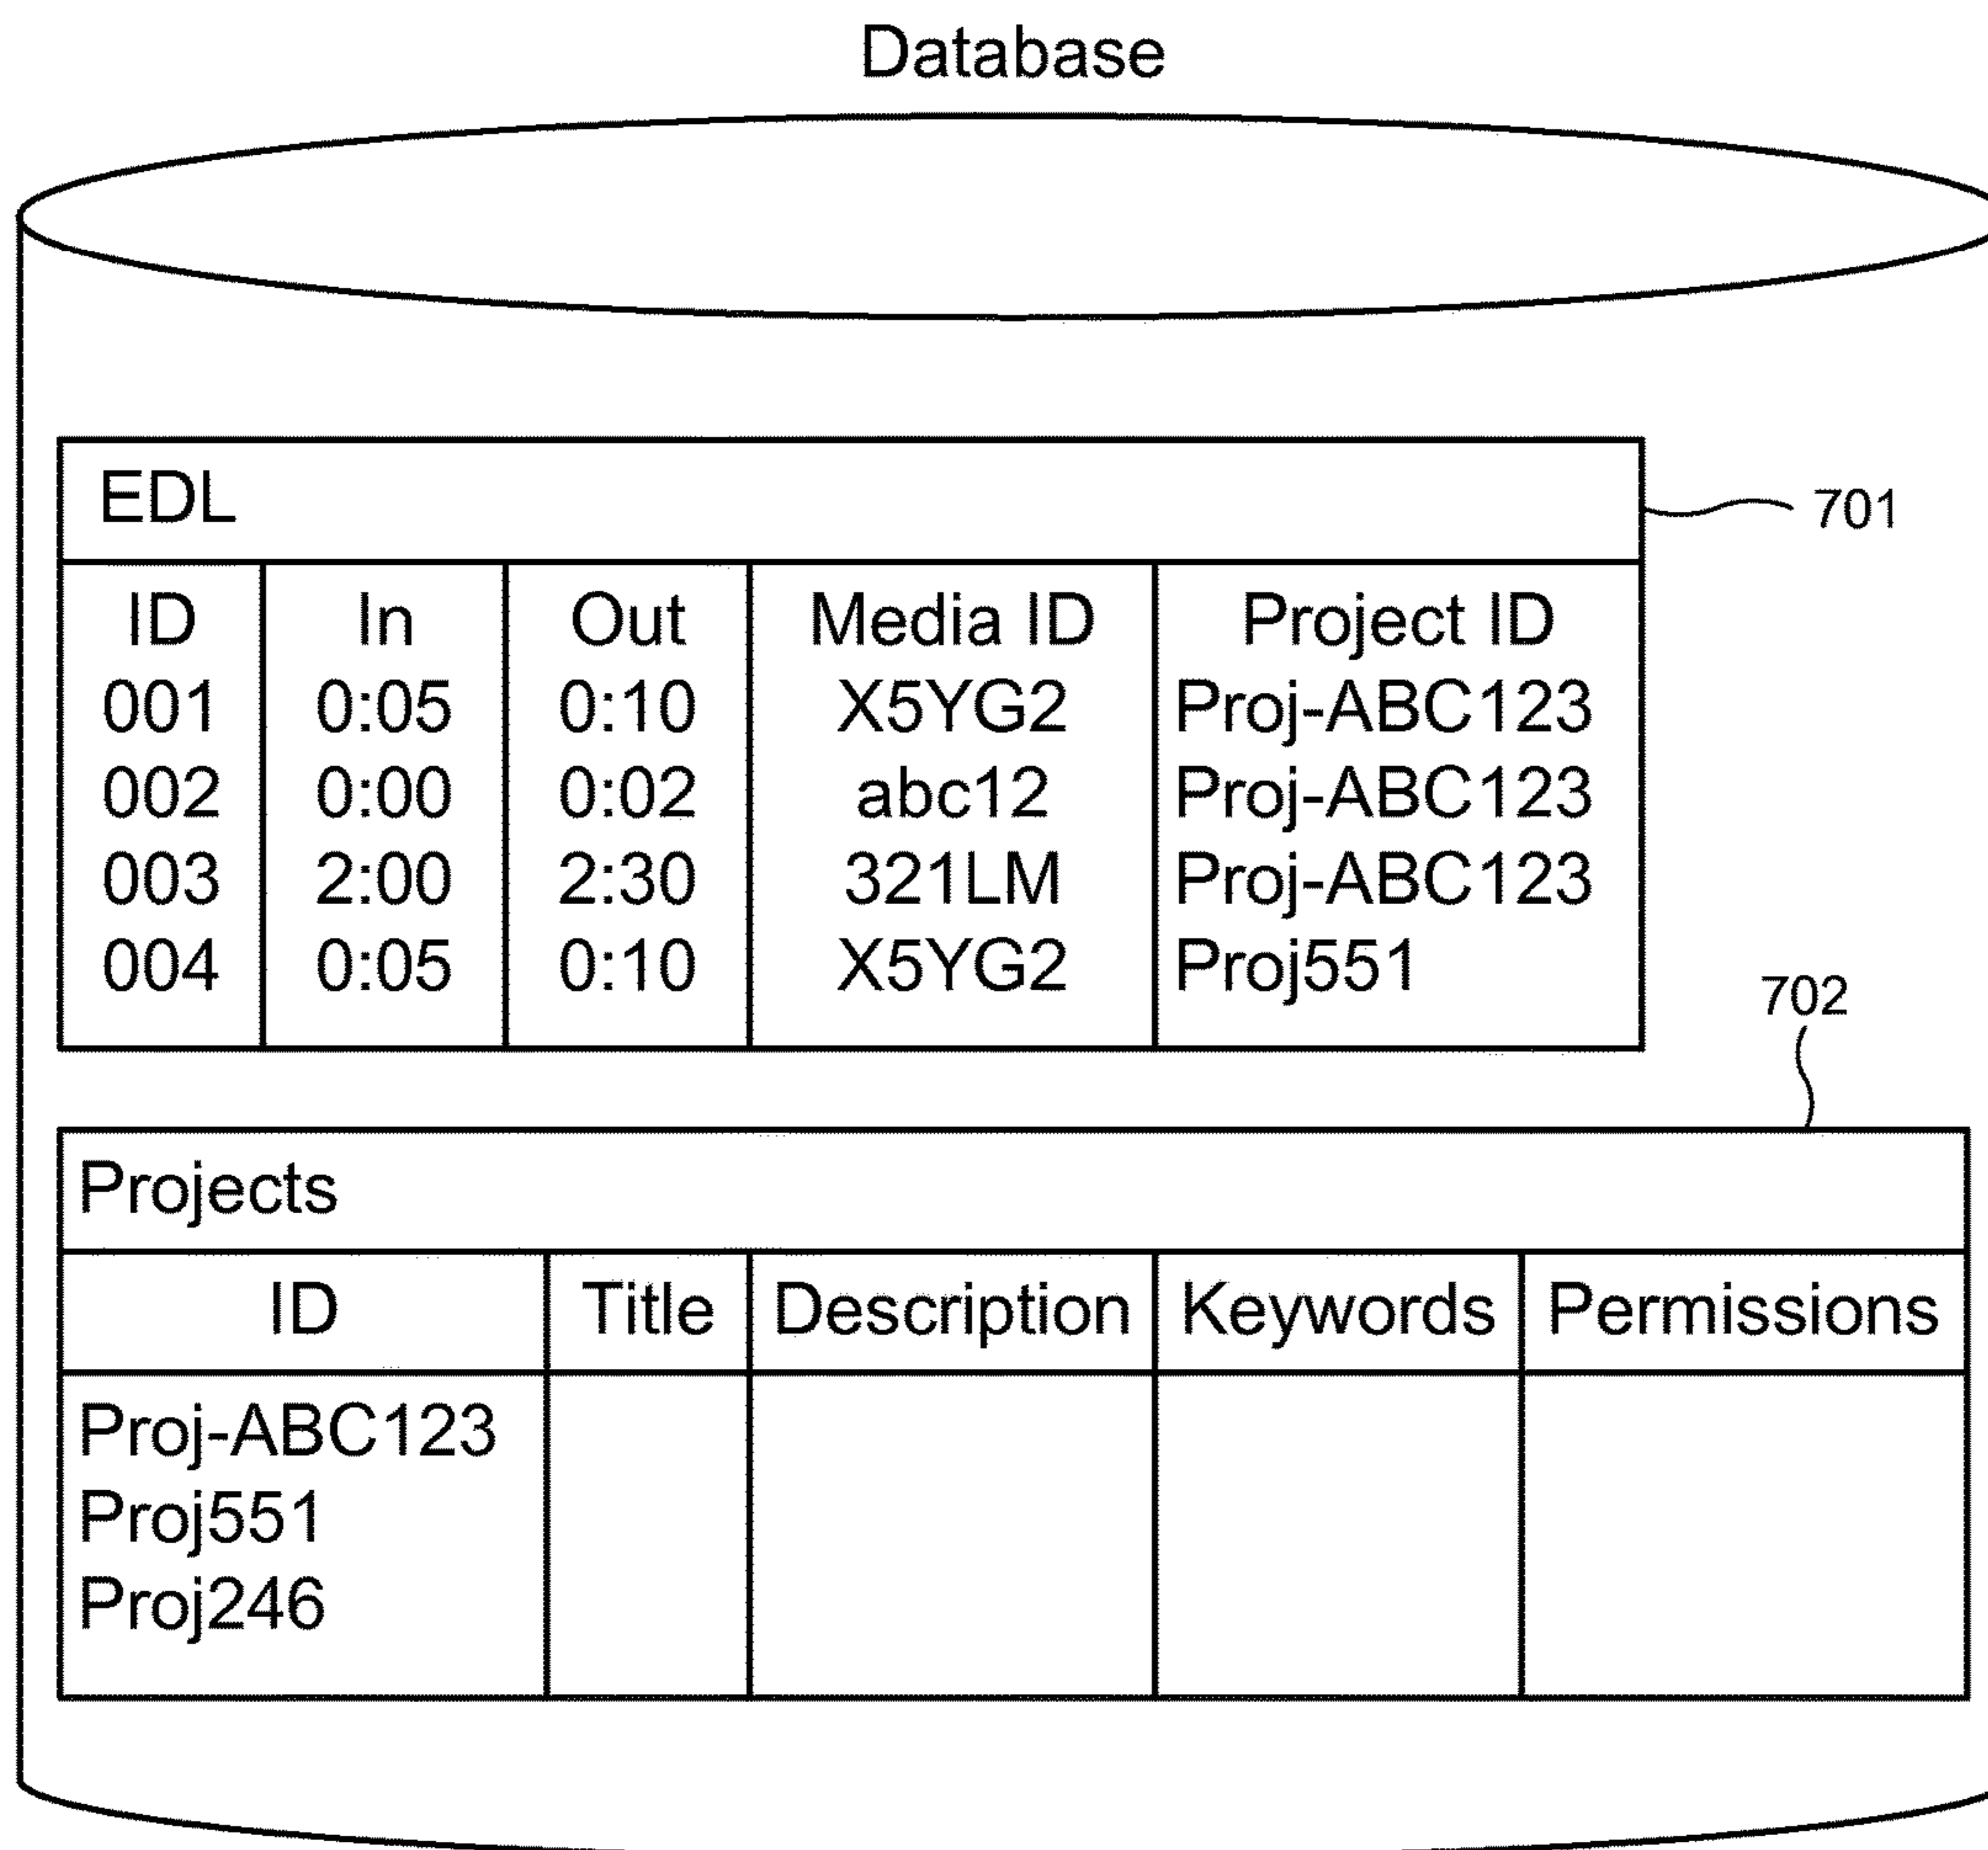 Database
EDL
701
ID In Out Media ID Project ID
001 0:05 0:10 X5YG2 Proj-ABC123
002 0:00 0:02 abc12 Proj-ABC123
003 2:00 2:30 321LM Proj-ABC123
004 0:05 0:10 X5YG2 Proj551
702
Projects
ID Title Description Keywords Permissions
Proj-ABC123
Proj551
Proj246